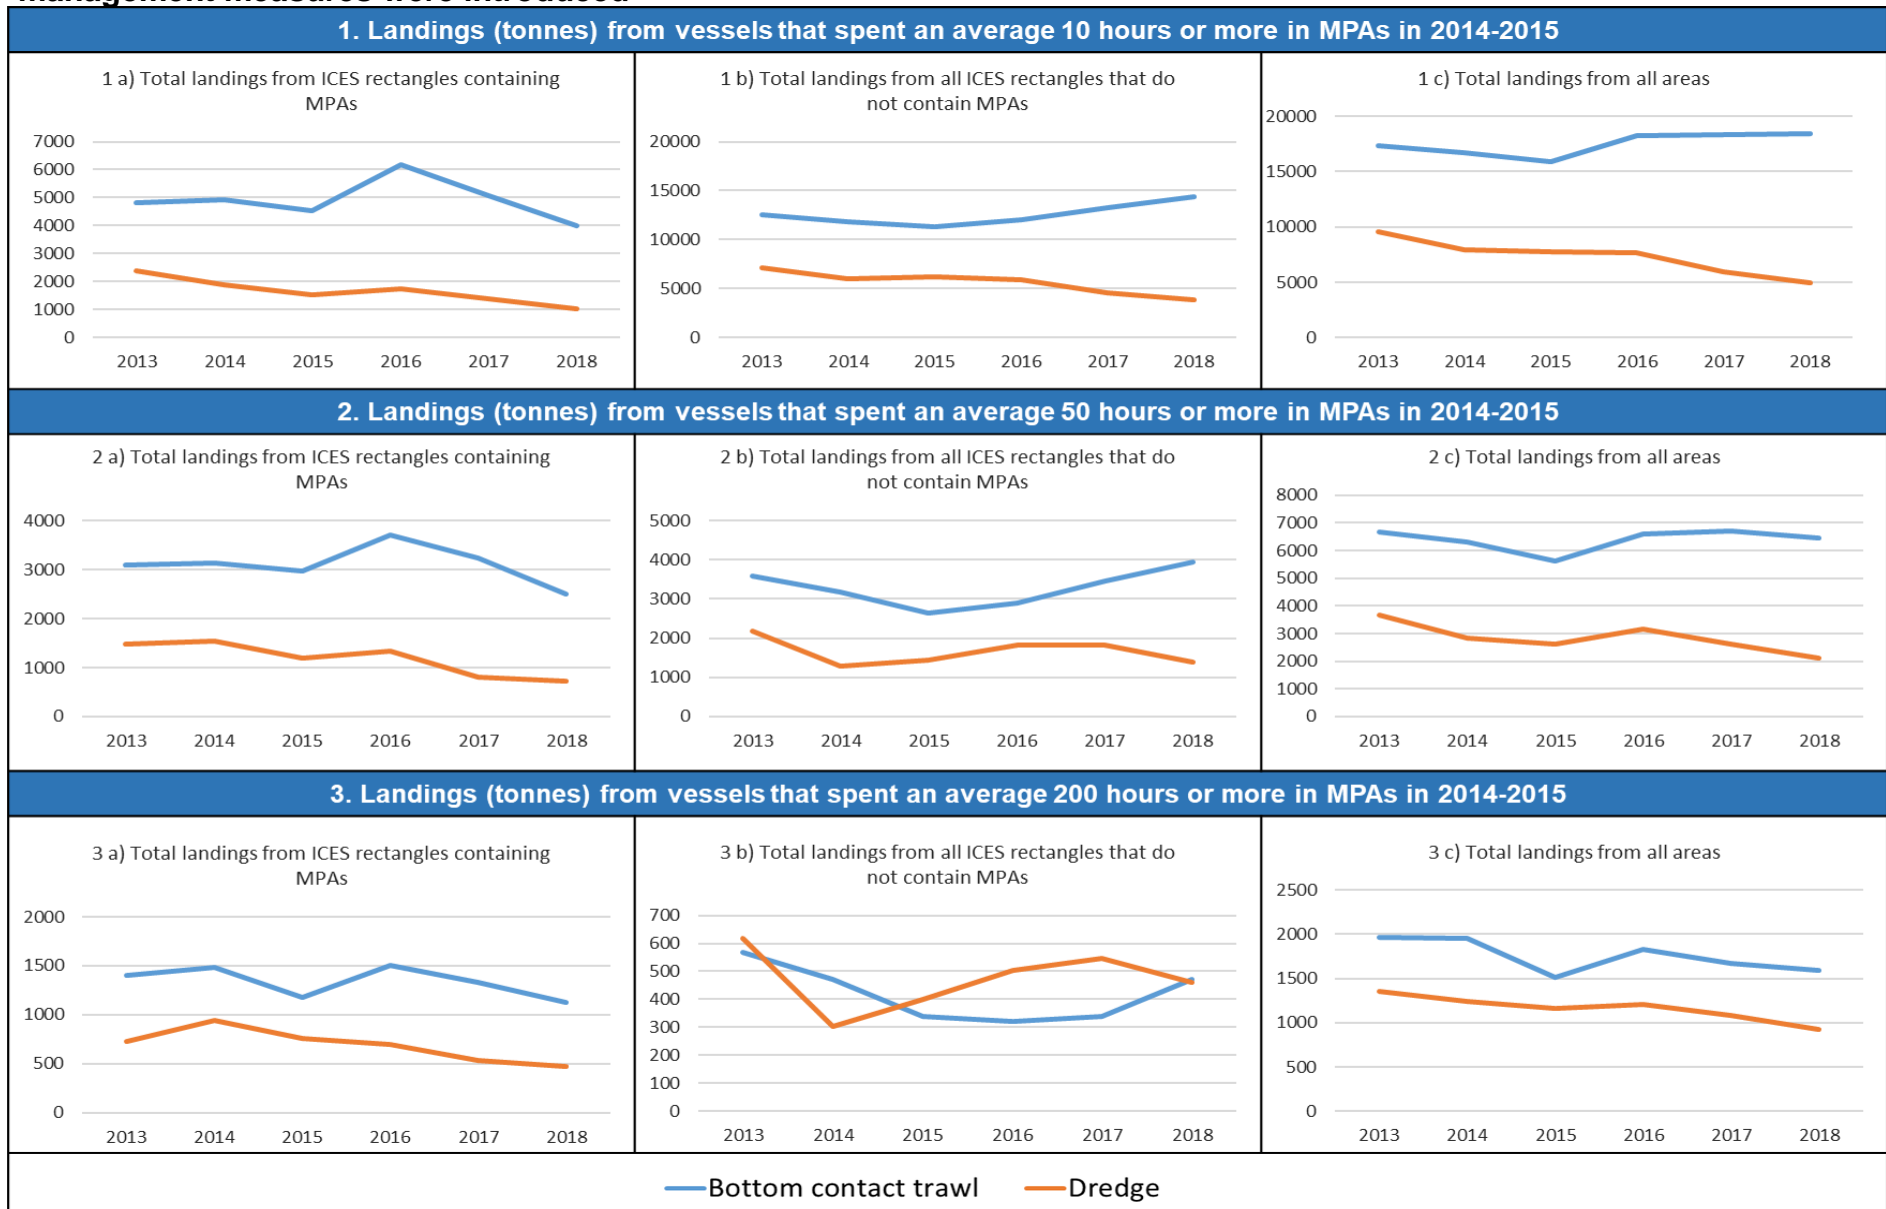 management measures were introduced
1. Landings (tonnes) from vessels that spent an average 10 hours or more in MPAs in 2014-2015
1 a) Total landings from ICES rectangles containing
MPAs
7000
6000
5000
4000
3000
2000
1000
0
2013 2014 2015 2016 2017 2018
1 b) Total landings from all ICES rectangles that do
not contain MPAs
20000
15000
10000
5000
0
2013 2014 2015 2016 2017 2018
1 c) Total landings from all areas
20000
15000
10000
5000
0
2013 2014 2015 2016 2017 2018
2. Landings (tonnes) from vessels that spent an average 50 hours or more in MPAs in 2014-2015
2 a) Total landings from ICES rectangles containing
MPAs
4000
3000
2000
1000
0
2013 2014 2015 2016 2017 2018
2 b) Total landings from all ICES rectangles that do
not contain MPAs
5000
4000
3000
2000
1000
0
2013 2014 2015 2016 2017 2018
2 c) Total landings from all areas
8000
7000
6000
5000
4000
3000
2000
1000
0
2013 2014 2015 2016 2017 2018
3. Landings (tonnes) from vessels that spent an average 200 hours or more in MPAs in 2014-2015
3 a) Total landings from ICES rectangles containing
MPAs
2000
1500
1000
500
0
2013 2014 2015 2016 2017 2018
3 b) Total landings from all ICES rectangles that do
not contain MPAs
700
600
500
400
300
200
100
0
2013 2014 2015 2016 2017 2018
3 c) Total landings from all areas
2500
2000
1500
1000
500
0
2013 2014 2015 2016 2017 2018
Bottom contact trawl Dredge